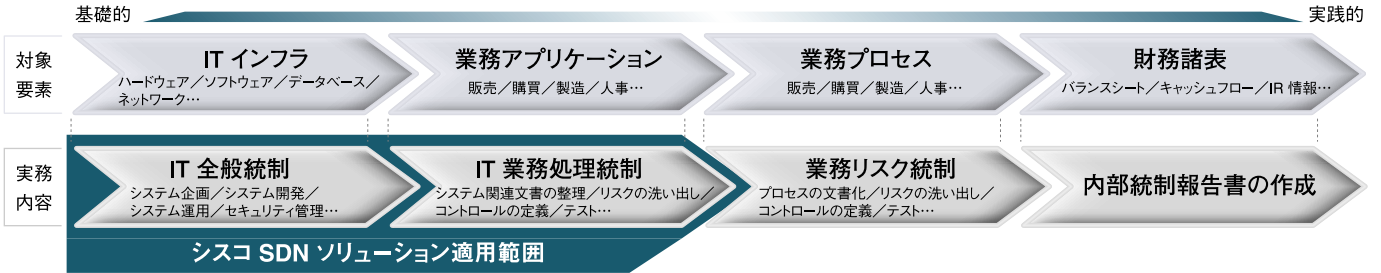 基礎的
実践的
対象
要素
IT インフラ
ハードウェア／ソフトウェア／データベース／
ネットワーク…
業務アプリケーション
販売／購買／製造／人事…
業務プロセス
販売／購買／製造／人事…
財務諸表
バランスシート／キャッシュフロー／IR 情報…
実務
内容
IT 全般統制
システム企画／システム開発／
システム運用／セキュリティ管理…
IT 業務処理統制
システム関連文書の整理／リスクの洗い出し／
コントロールの定義／テスト…
業務リスク統制
プロセスの文書化／リスクの洗い出し／
コントロールの定義／テスト…
内部統制報告書の作成
シスコ SDN ソリューション適用範囲